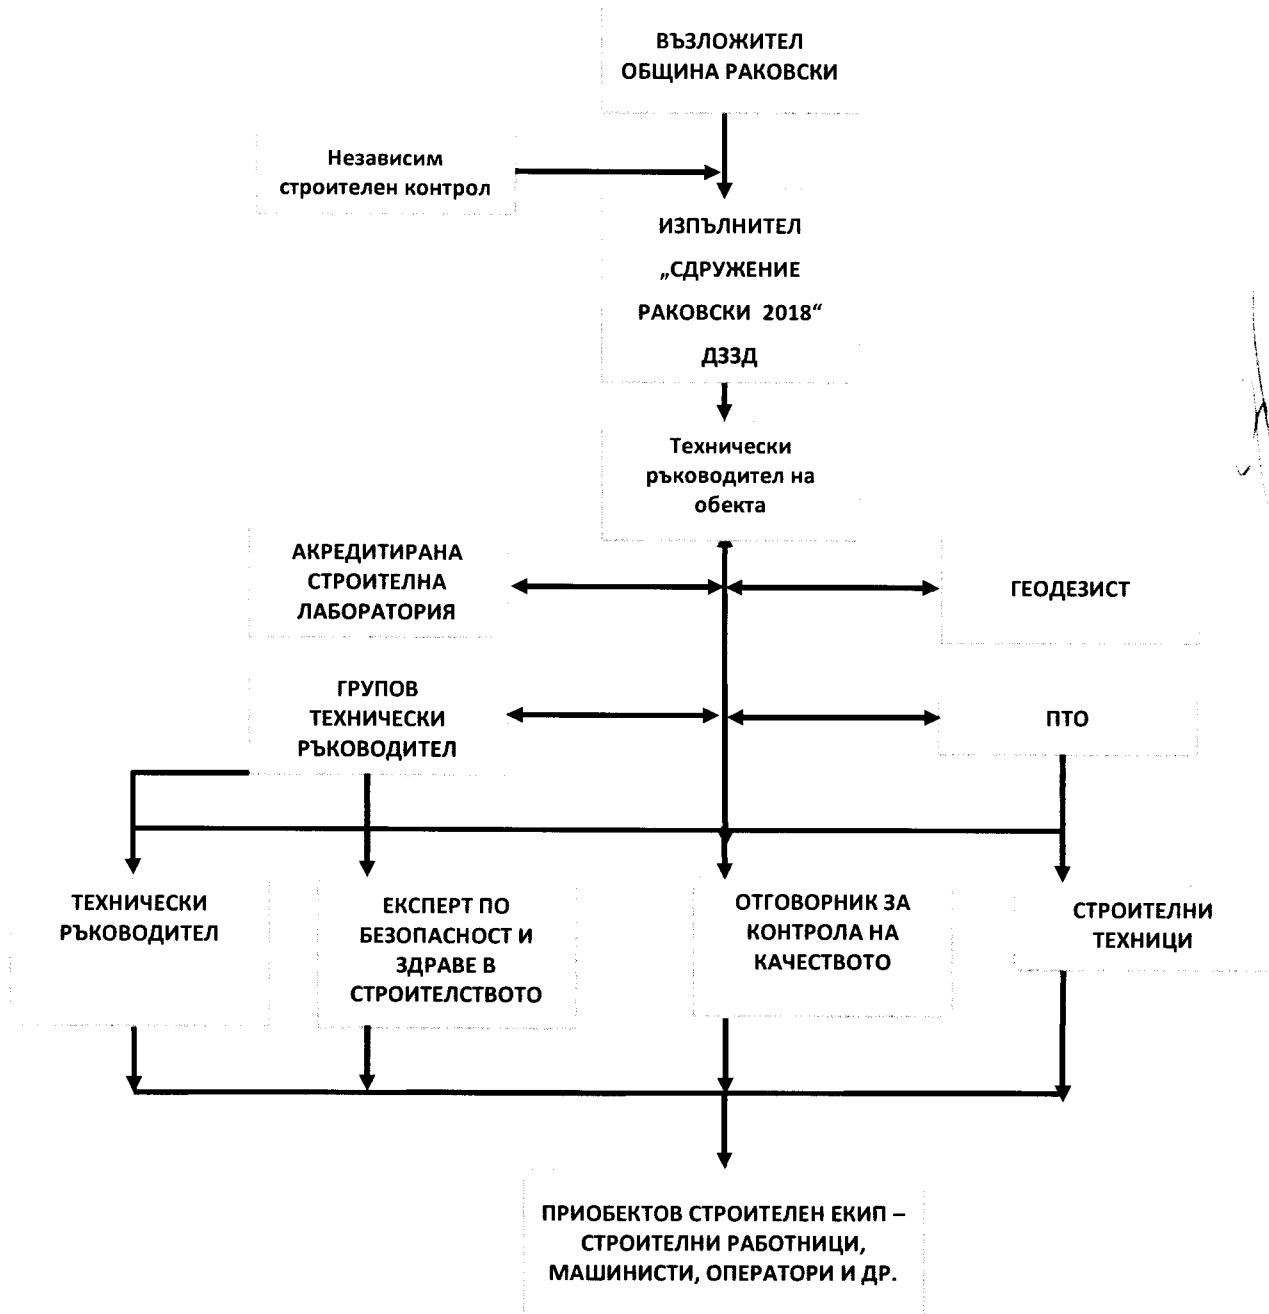 ВЪЗЛОЖИТЕЛ
ОБЩИНА РАКОВСКИ
Независим
строителен контрол
ИЗПЪЛНИТЕЛ
„СДРУЖЕНИЕ
РАКОВСКИ 2018“
ДЗЗД
Технически
ръководител на
обекта
АКРЕДИТИРАНА
СТРОИТЕЛНА
ЛАБОРАТОРИЯ
ГЕОДЕЗИСТ
ГРУПОВ
ТЕХНИЧЕСКИ
РЪКОВОДИТЕЛ
ПТО
ТЕХНИЧЕСКИ
РЪКОВОДИТЕЛ
ЕКСПЕРТ ПО
БЕЗОПАСНОСТ И
ЗДРАВЕ В
СТРОИТЕЛСТВОТО
ОТГОВОРНИК ЗА
КОНТРОЛА НА
КАЧЕСТВОТО
СТРОИТЕЛНИ
ТЕХНИЦИ
ПРИОБЕКТОВ СТРОИТЕЛЕН ЕКИП –
СТРОИТЕЛНИ РАБОТНИЦИ,
МАШИНИСТИ, ОПЕРАТОРИ И ДР.